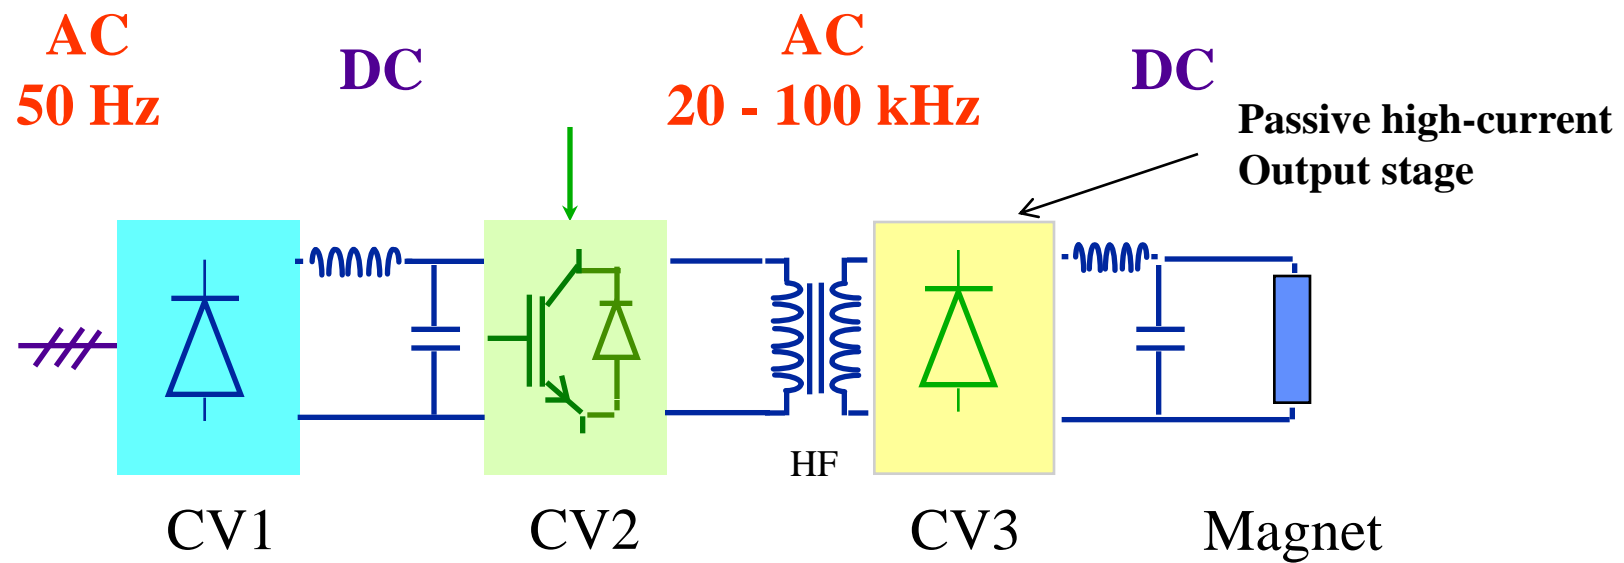 AC
50 Hz
DC
AC
20 - 100 kHz
DC
Passive high-current
Output stage
HF
CV1
CV2
CV3
Magnet